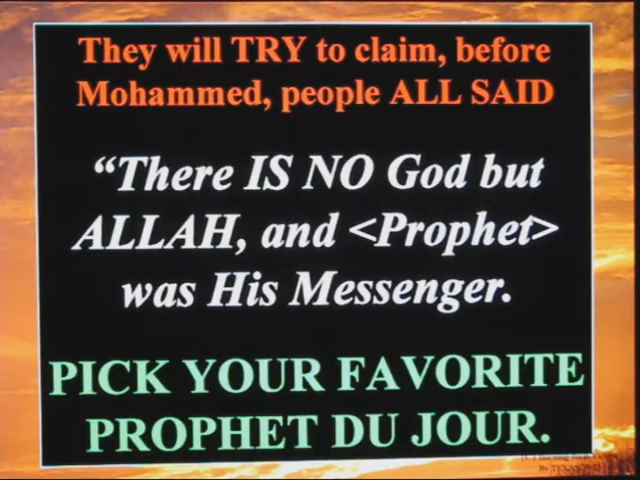 They will TRY to claim, before
Mohammed, people ALL SAID
“There IS NO God but
ALLAH, and <Prophet>
was His Messenger.
PICK YOUR FAVORITE
PROPHET DU JOUR.